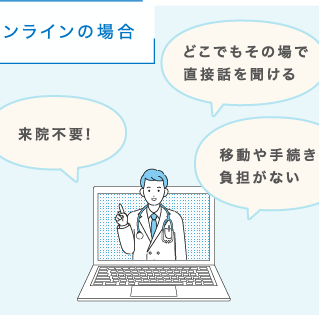 ンラインの場合
どこでもその場で
直接話を聞ける
来院不要!
移動や手続き
負担がない